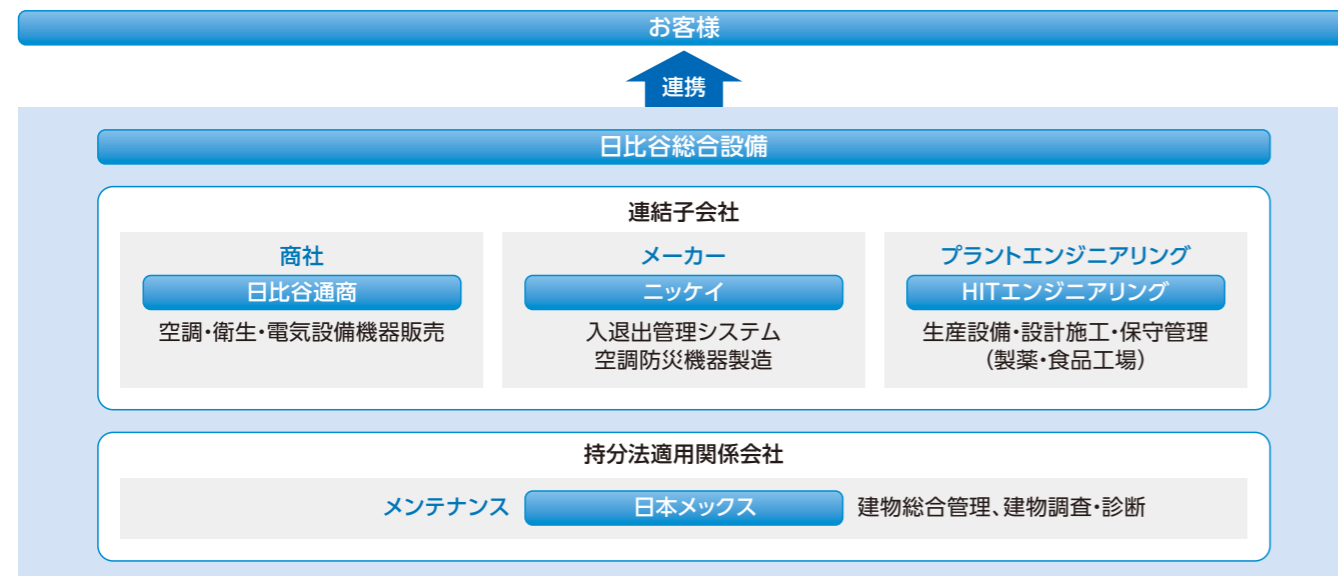 お客様
連携
日比谷総合設備
連結子会社
商社
日比谷通商
空調・衛生・電気設備機器販売
メーカー
ニッケイ
入退出管理システム
空調防災機器製造
プラントエンジニアリング
HITエンジニアリング
生産設備・設計施工・保守管理
（製薬・食品工場）
持分法適用関係会社
メンテナンス 日本メックス 建物総合管理、建物調査・診断